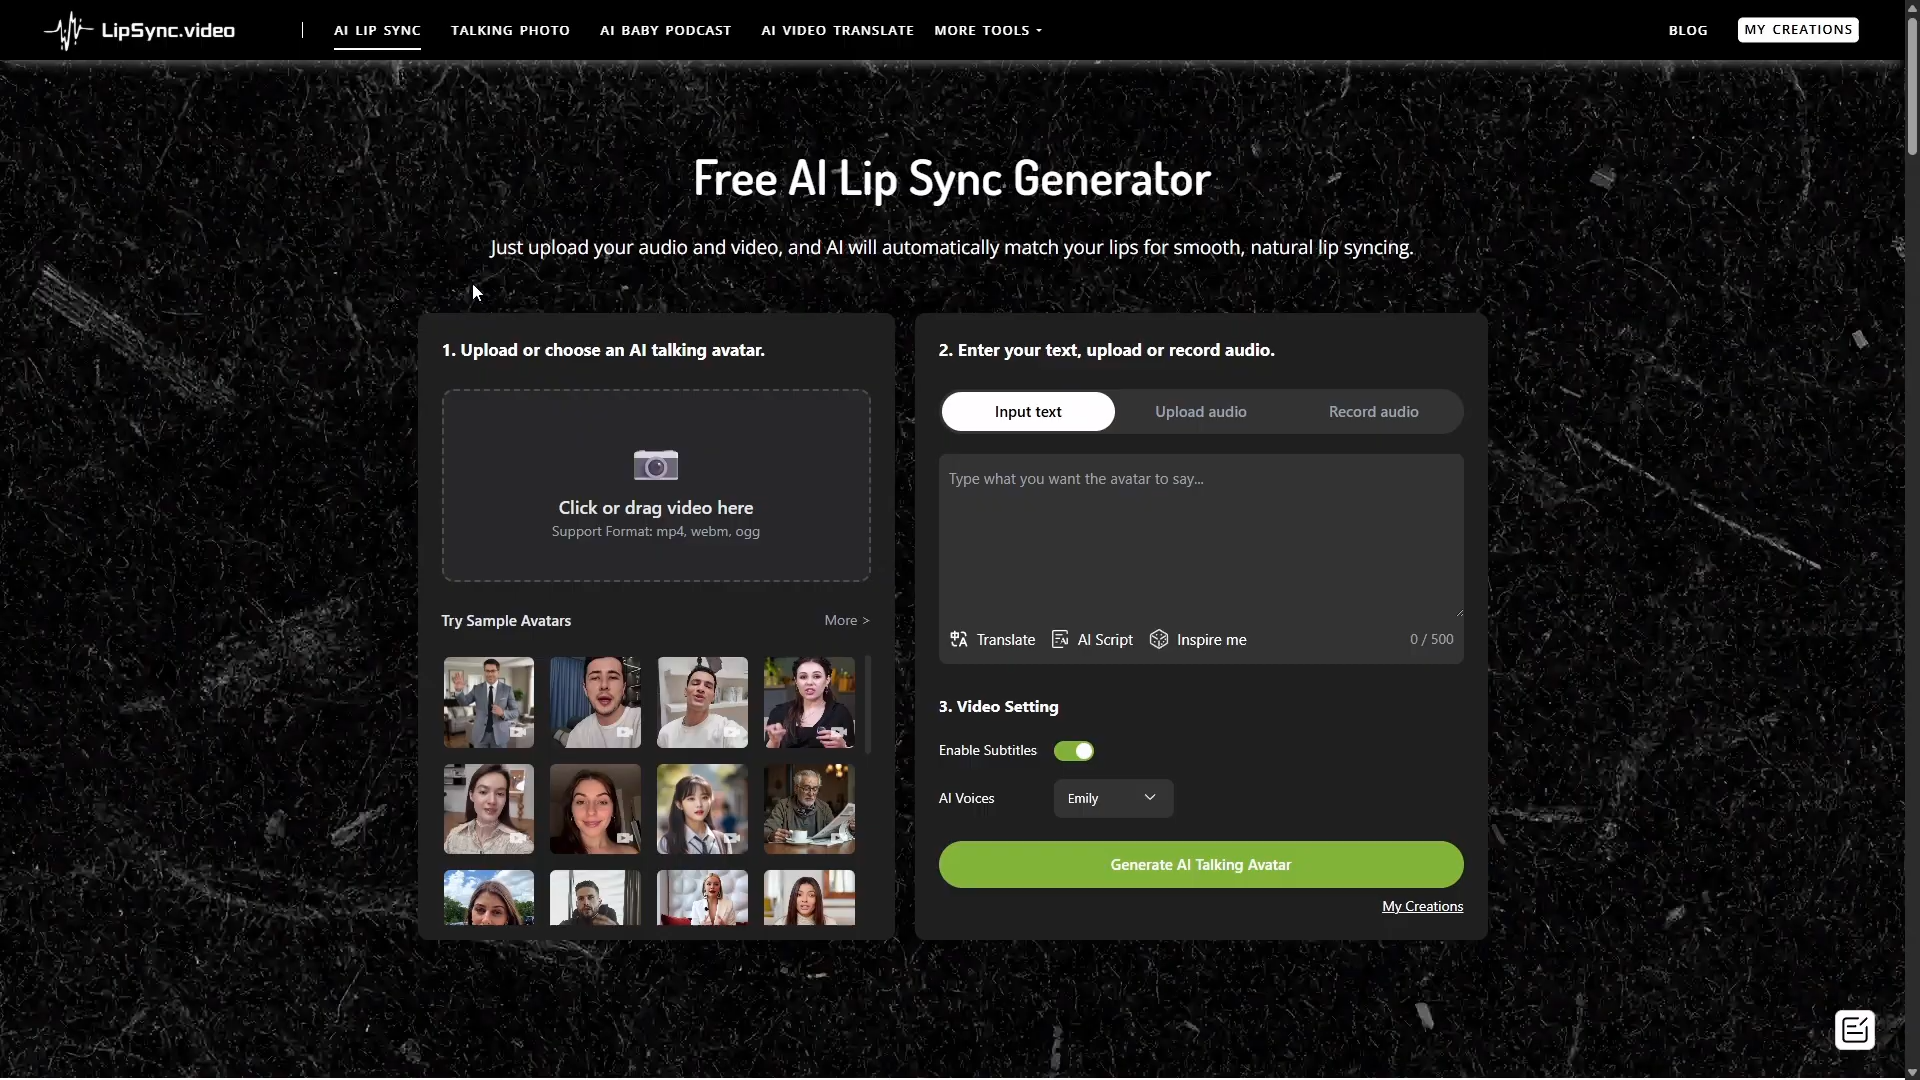 LipSync.video
AI LIP SYNC
TALKING PHOTO
AI BABY PODCAST
AI VIDEO TRANSLATE
MORE TOOLS
BLOG
MY CREATIONS
Free AI Lip Sync Generator
Just upload your audio and video, and AI will automatically match your lips for smooth, natural lip syncing.
1. Upload or choose an AI talking avatar.
Click or drag video here
Support Format: mp4, webm, ogg
Try Sample Avatars
More >
2. Enter your text, upload or record audio.
Input text
Upload audio
Record audio
Type what you want the avatar to say...
Translate
AI Script
Inspire me
0 / 500
3. Video Setting
Enable Subtitles
AI Voices
Emily
Generate AI Talking Avatar
My Creations